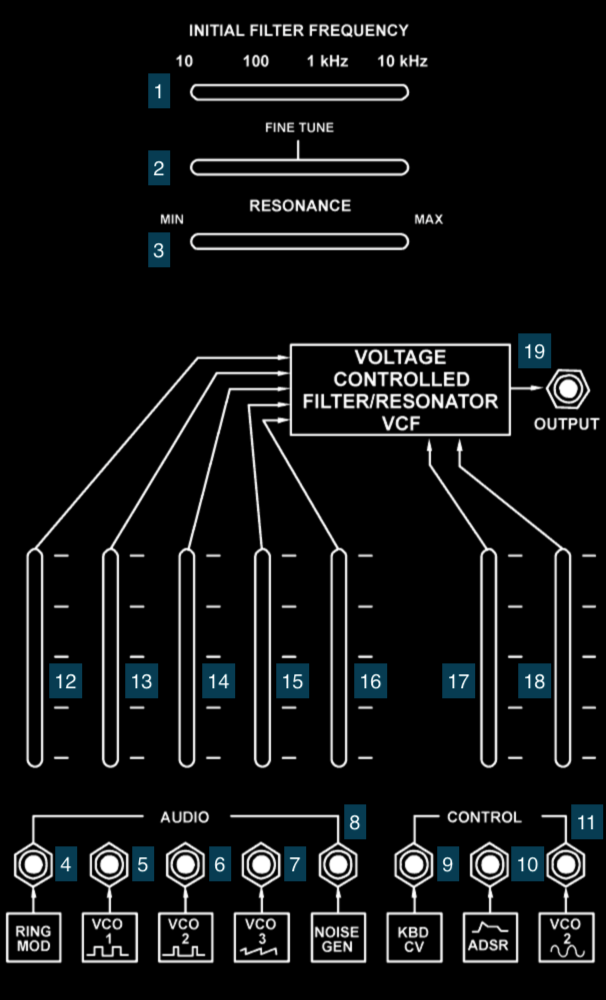 INITIAL FILTER FREQUENCY
10 100 1 kHz 10 kHz
1
FINE TUNE
2
RESONANCE
MIN MAX
3
19
VOLTAGE
CONTROLLED
FILTER/RESONATOR
VCF
OUTPUT
12 13 14 15 16 17 18
AUDIO 8 CONTROL 11
4 5 6 7 9 10
RING
MOD
VCO
1
VCO
2
VCO
3
NOISE
GEN
KBD
CV
ADSR
VCO
2